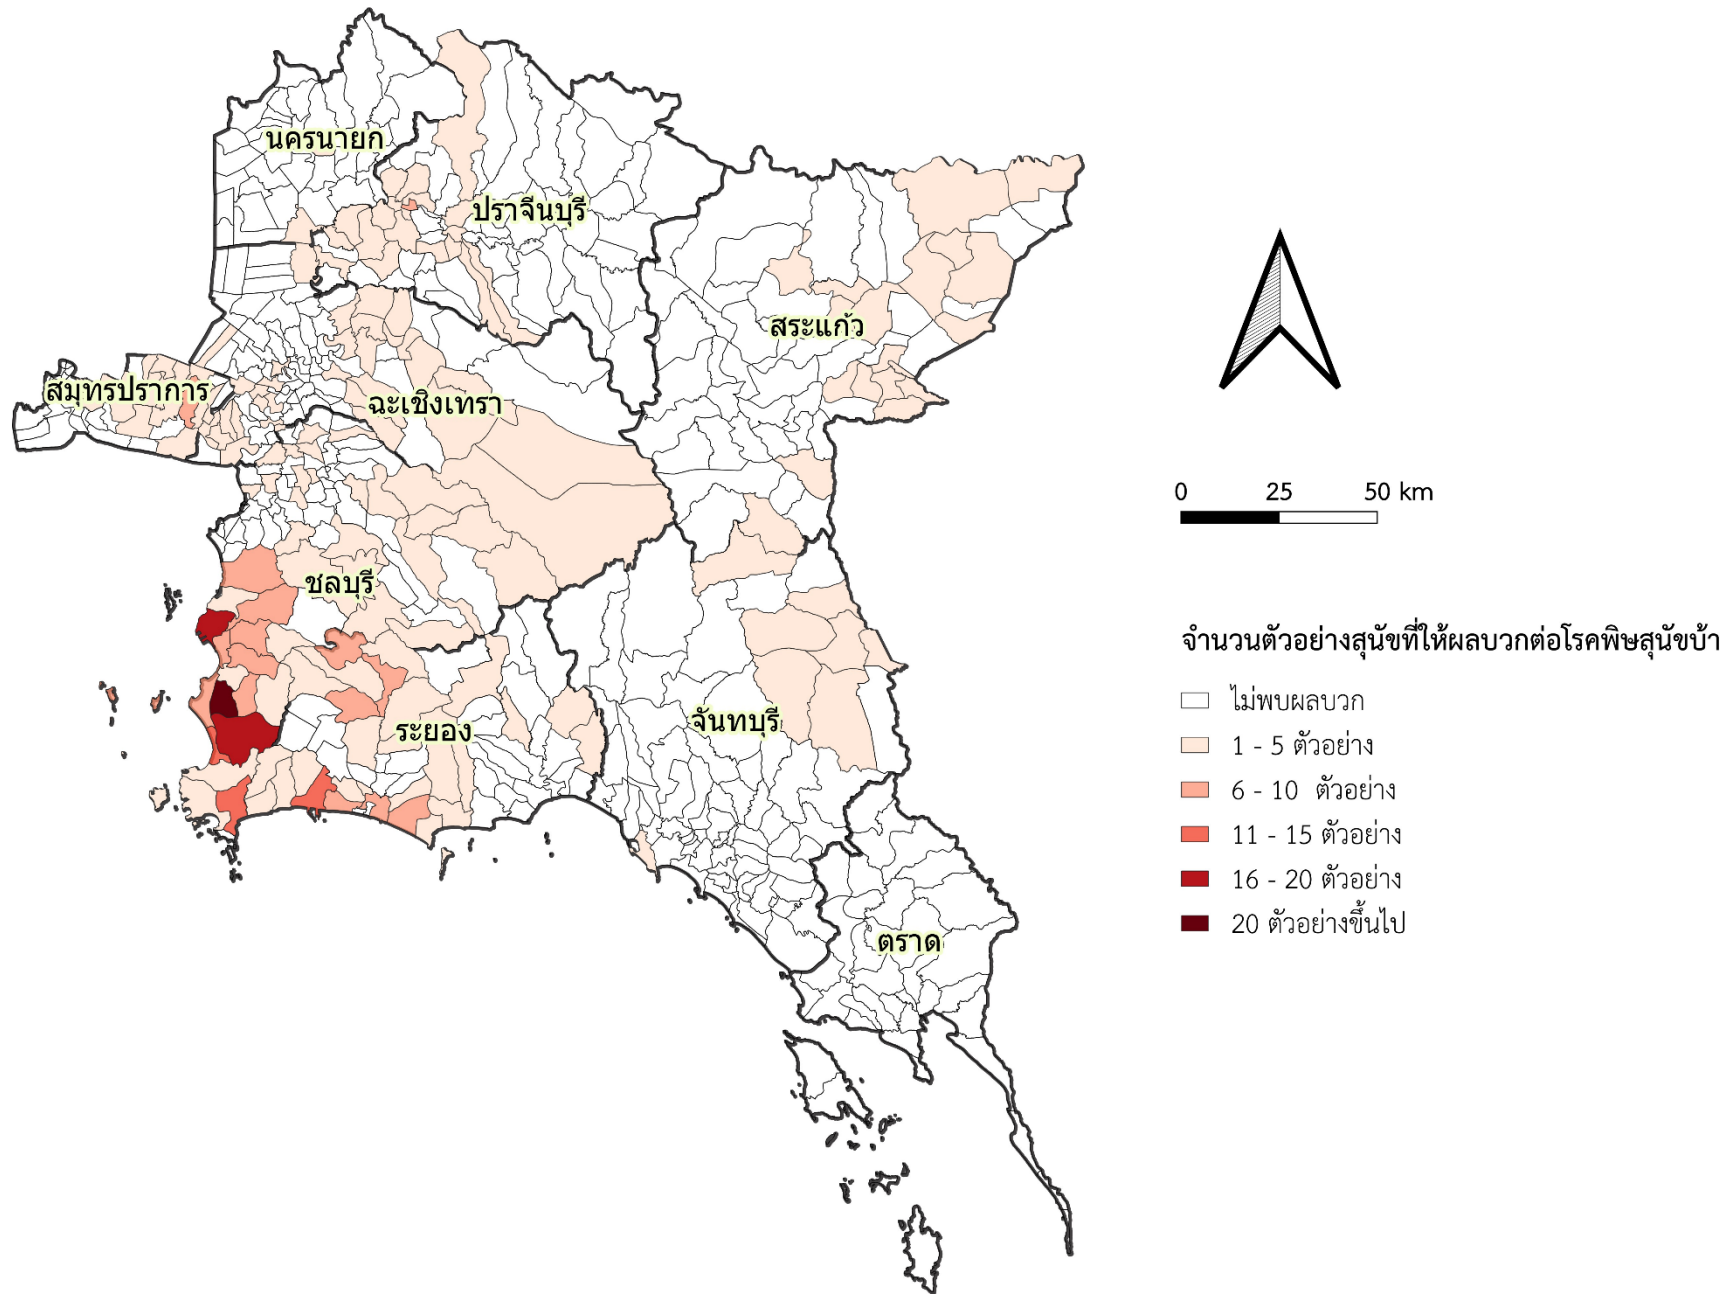 นครนายก
ปราจีนบุรี
สระแก้ว
สมุทรปราการ
ฉะเชิงเทรา
ชลบุรี
ระยอง
จันทบุรี
ตราด
0 25 50 km
จำนวนตัวอย่างสุนัขที่ให้ผลบวกต่อโรคพิษสุนัขบ้า
ไม่พบผลบวก
1 - 5 ตัวอย่าง
6 - 10 ตัวอย่าง
11 - 15 ตัวอย่าง
16 - 20 ตัวอย่าง
20 ตัวอย่างขึ้นไป